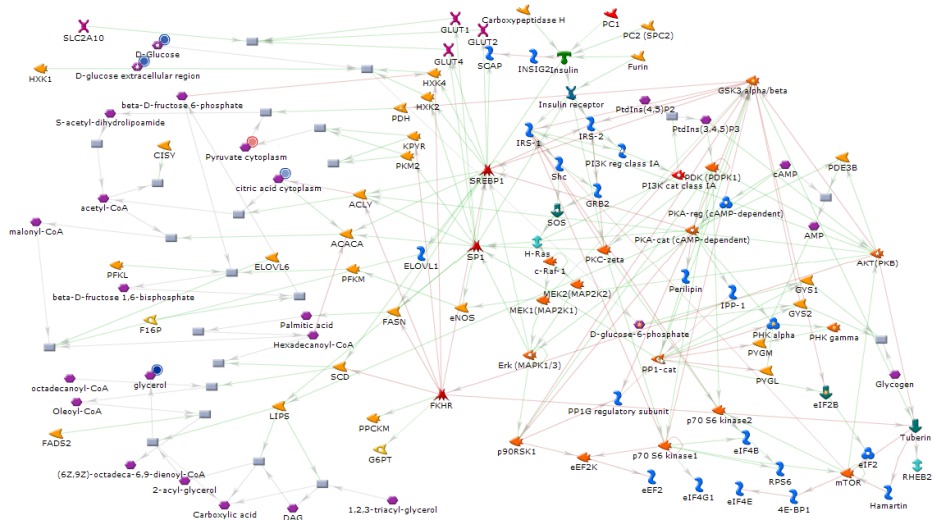 Carboxypeptidase H
PC1
GLUT1
PC2 (SPC2)
SLC2A10
GLUT2
D-Glucose
GLUT4
SCAP
INSIG2
Insulin
Furin
HXK1
D-glucose extracellular region
HXK4
GSK3 alpha/beta
beta-D-fructose 6-phosphate
HXK2
Insulin receptor
PtdIns(4,5)P2
S-acetyl-dihydrolipoamide
PDH
PtdIns(3,4,5)P3
IRS-1
IRS-2
CISY
Pyruvate cytoplasm
KPYR
PI3K reg class IA
PKM2
SREBP1
Shc
PI3K cat class IA
PDK (PDPK1)
cAMP
PDE3B
citric acid cytoplasm
GRB2
acetyl-CoA
ACLY
PKA-reg (cAMP-dependent)
malonyl-CoA
SOS
AMP
ACACA
SP1
H-Ras
PKC-zeta
PKA-cat (cAMP-dependent)
PFKL
ELOVL6
PFKM
ELOVL1
c-Raf-1
AKT(PKB)
beta-D-fructose 1,6-bisphosphate
MEK2(MAP2K2)
Perilipin
GYS1
IPP-1
GYS2
F16P
Palmitic acid
FASN
eNOS
MEK1(MAP2K1)
D-glucose-6-phosphate
PHK alpha
PHK gamma
Hexadecanoyl-CoA
PYGM
Erk (MAPK1/3)
PP1-cat
octadecanoyl-CoA
glycerol
SCD
PYGL
Glycogen
Oleoyl-CoA
FKHR
LIPS
PP1G regulatory subunit
eIF2B
PPCKM
p70 S6 kinase2
FADS2
G6PT
p90RSK1
p70 S6 kinase1
eIF4B
Tuberin
eEF2K
eIF2
(6Z,9Z)-octadeca-6,9-dienoyl-CoA
RPS6
mTOR
RHEB2
2-acyl-glycerol
eEF2
eIF4G1
eIF4E
4E-BP1
Hamartin
Carboxylic acid
DAG
1,2,3-triacyl-glycerol